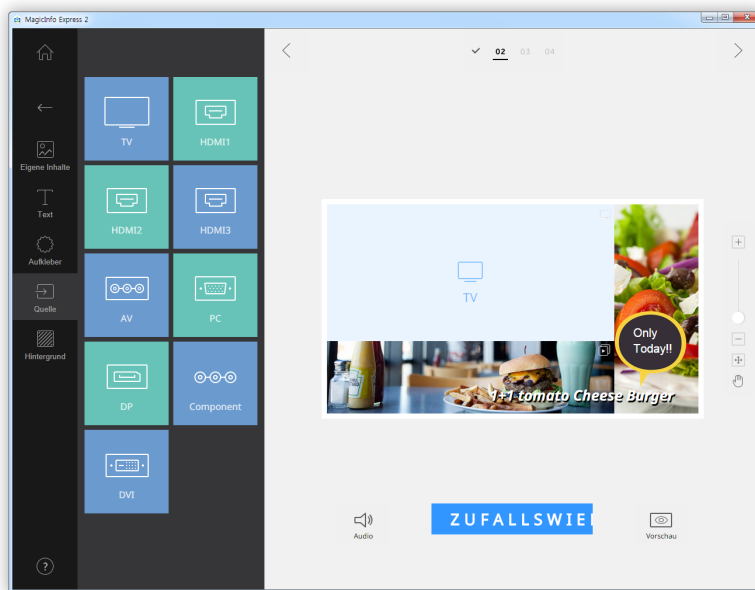 MagicInfo Express 2
02 03 04
Eigene Inhalte
Text
Aufkleber
Quelle
Hintergrund
TV
HDMI1
HDMI2
HDMI3
AV
PC
DP
Component
DVI
TV
Only
Today!!
1+1 tomato Cheese Burger
Audio
ZUFALLSWIE
Vorschau
?